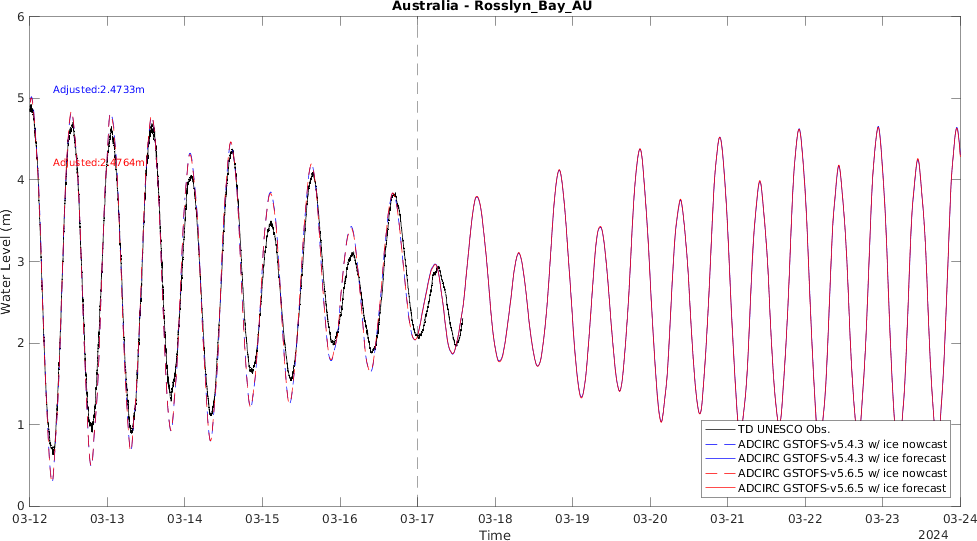 Australia - Rosslyn_Bay_AU
6
5
4
3
2
1
0
Water Level (m)
Adjusted:2.4733m
Adjusted:2.4764m
TD UNESCO Obs.
ADCIRC GSTOFS-v5.4.3 w/ ice nowcast
ADCIRC GSTOFS-v5.4.3 w/ ice forecast
ADCIRC GSTOFS-v5.6.5 w/ ice nowcast
ADCIRC GSTOFS-v5.6.5 w/ ice forecast
03-12 03-13 03-14 03-15 03-16 03-17 03-18 03-19 03-20 03-21 03-22 03-23 03-24
Time
2024